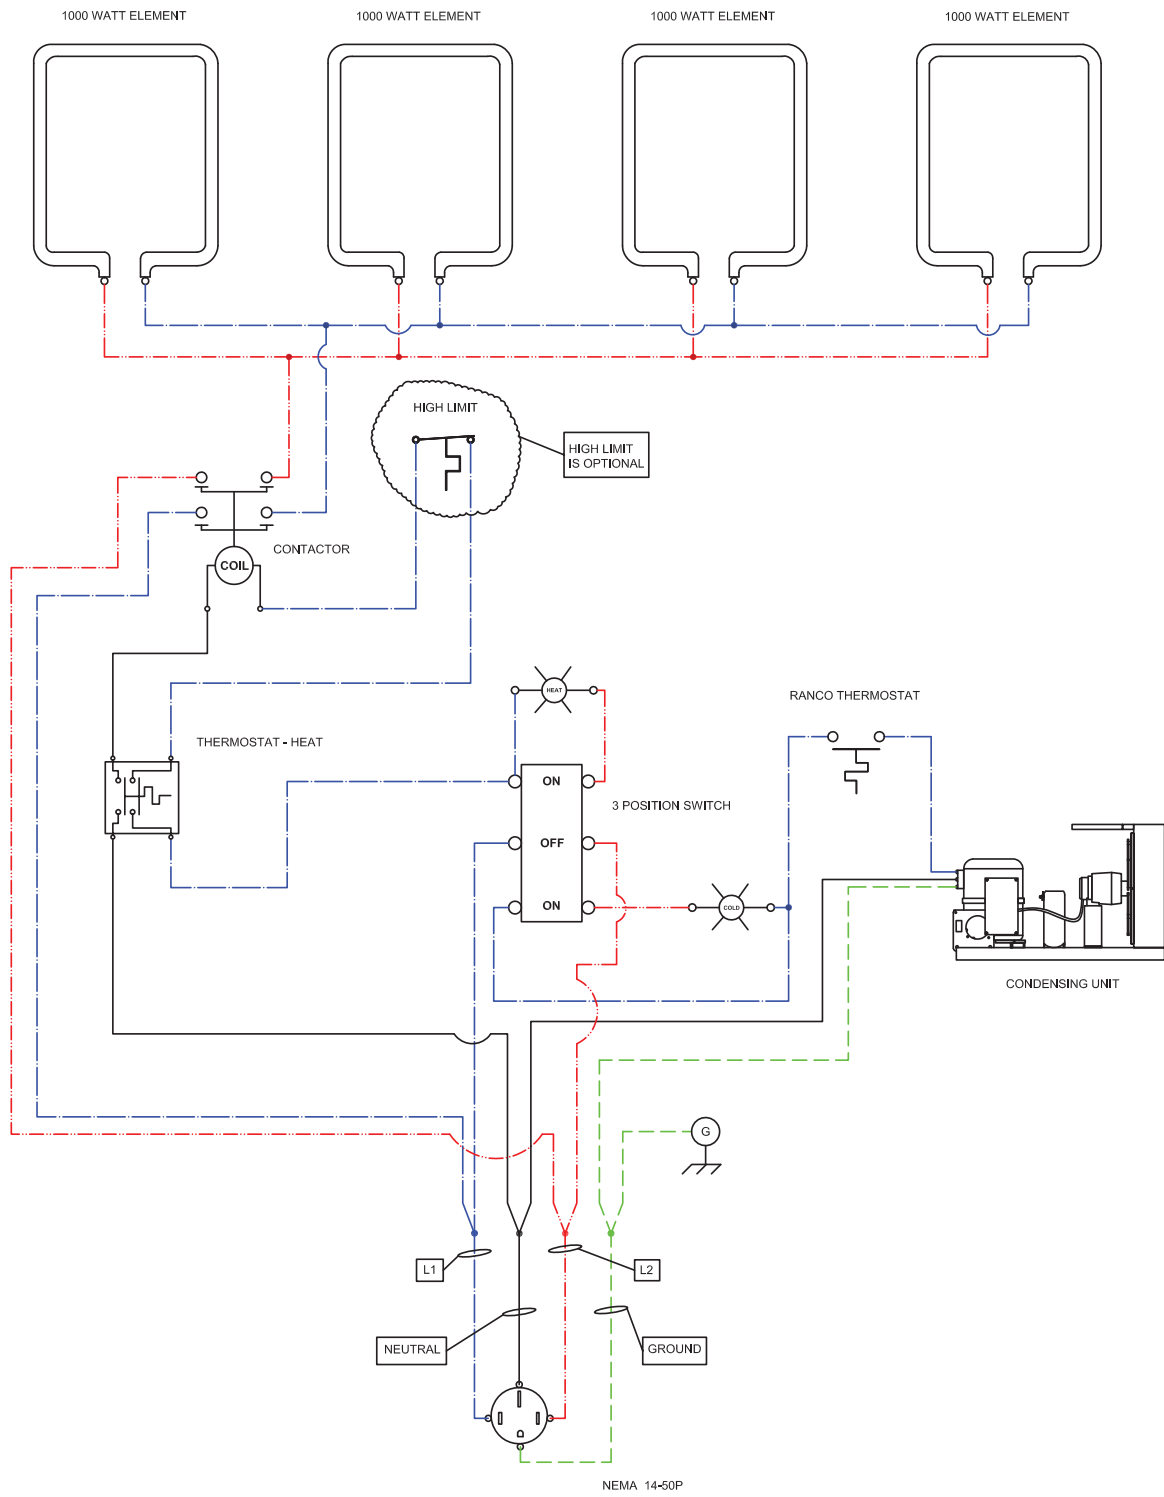 1000 WATT ELEMENT
1000 WATT ELEMENT
1000 WATT ELEMENT
1000 WATT ELEMENT
HIGH LIMIT
HIGH LIMIT
IS OPTIONAL
CONTACTOR
COIL
HEAT
RANCO THERMOSTAT
THERMOSTAT - HEAT
ON
3 POSITION SWITCH
OFF
ON
COLD
CONDENSING UNIT
G
L1
L2
NEUTRAL
GROUND
NEMA 14-50P